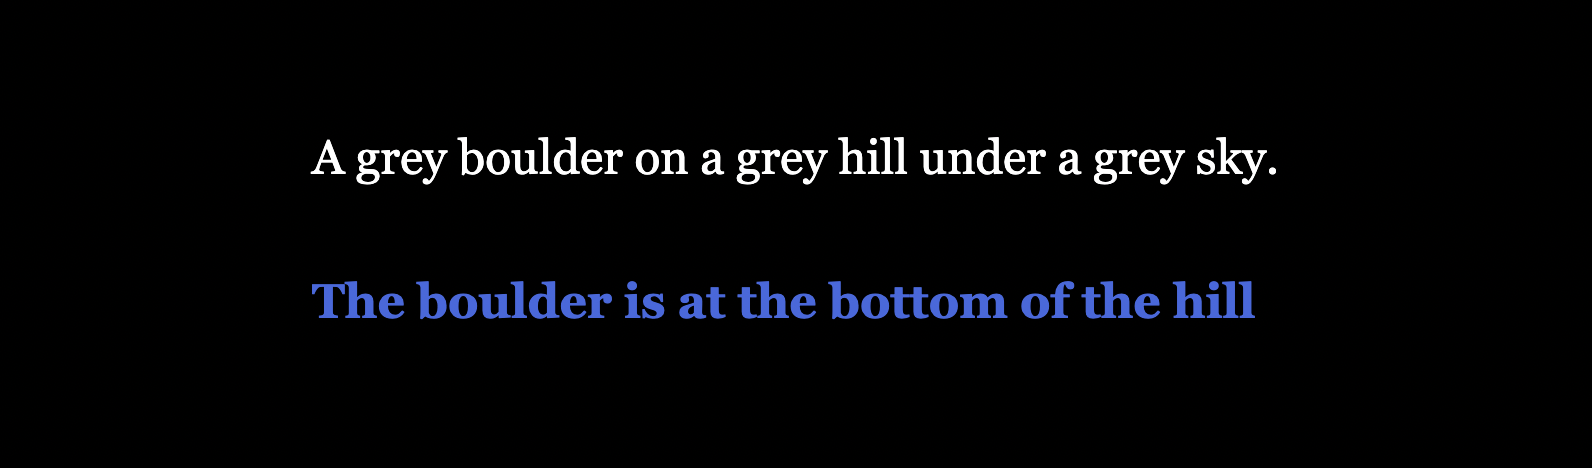 A grey boulder on a grey hill under a grey sky.
The boulder is at the bottom of the hill